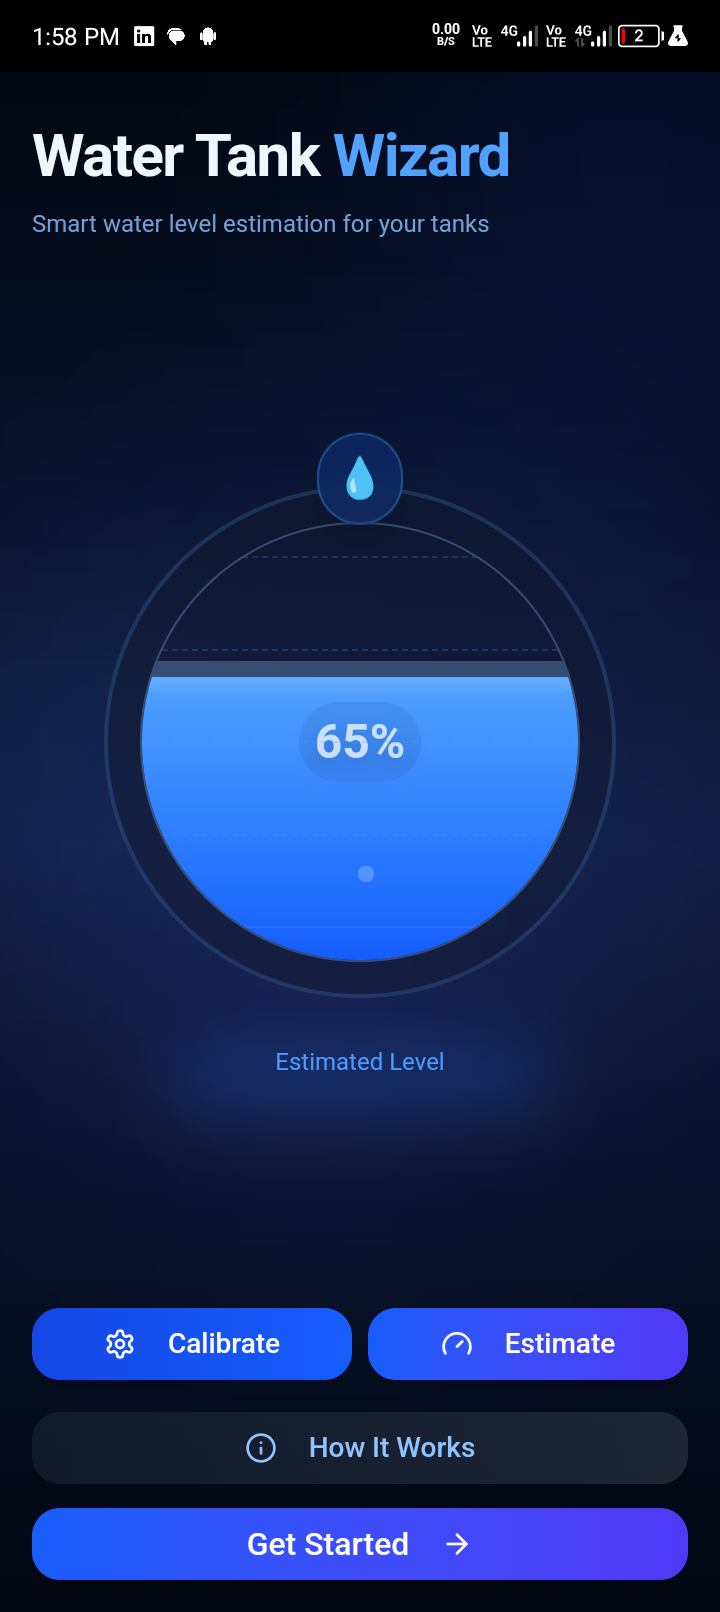 1:58 PM
0.00 B/S Vo LTE 4G Vo LTE 4G 2
Water Tank Wizard
Smart water level estimation for your tanks
65%
Estimated Level
Calibrate
Estimate
How It Works
Get Started